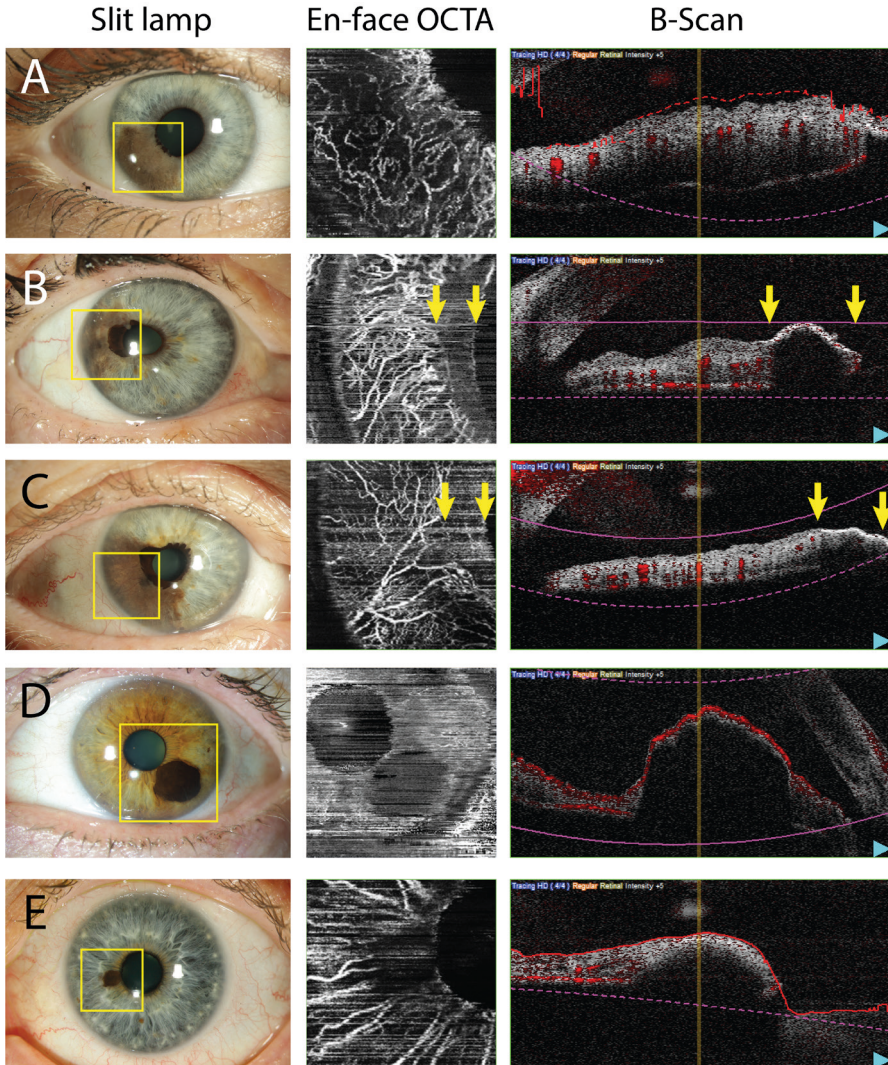 Slit lamp En-face OCTA B-Scan
A
Tracing HD ( 4/4 ) Regular Retinal Intensity +5
B
Tracing HD ( 4/4 ) Regular Retinal Intensity +5
C
Tracing HD ( 4/4 ) Regular Retinal Intensity +5
D
Tracing HD ( 4/4 ) Regular Retinal Intensity +5
E
Tracing HD ( 4/4 ) Regular Retinal Intensity +5